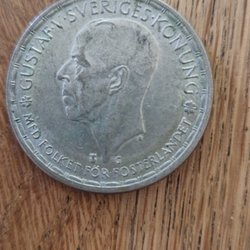 GUSTAF V SVERIGES KONUNG
MED FOLKET FÖR FOSTERLANDET
G